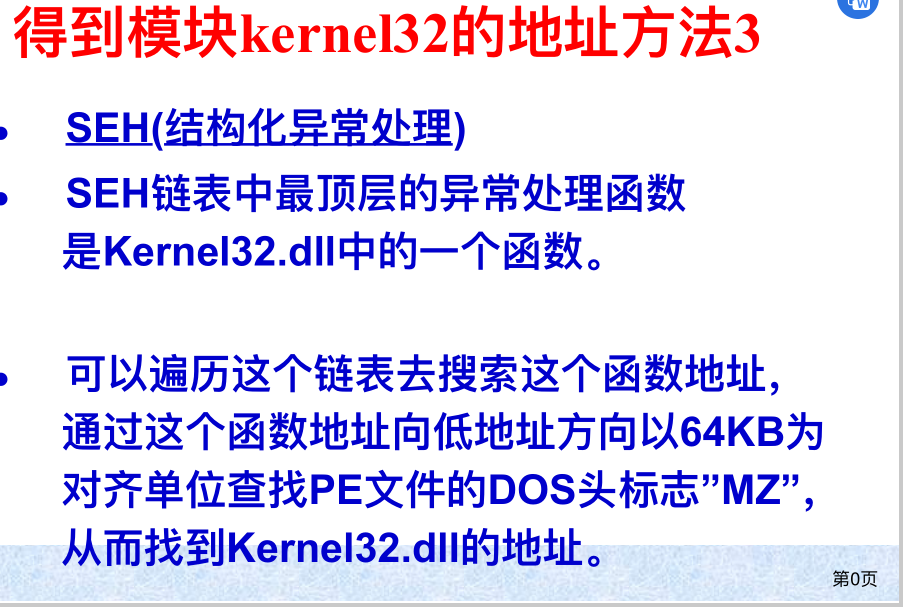 得到模块kernel32的地址方法3
• SEH(结构化异常处理)
• SEH链表中最顶层的异常处理函数
是Kernel32.dll中的一个函数。
• 可以遍历这个链表去搜索这个函数地址，
通过这个函数地址向低地址方向以64KB为
对齐单位查找PE文件的DOS头标志”MZ”，
从而找到Kernel32.dll的地址。
第0页